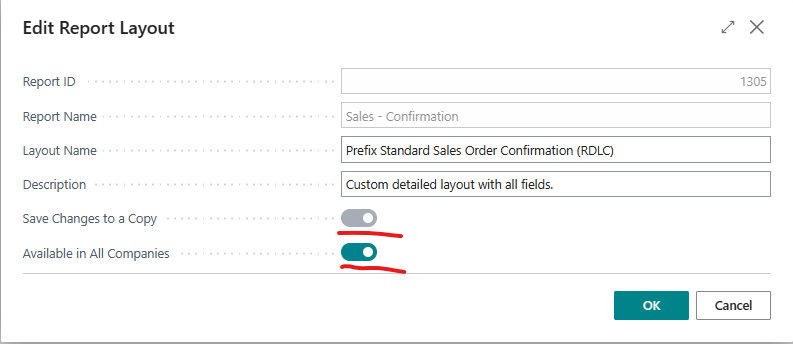 Edit Report Layout
Report ID 1305
Report Name Sales - Confirmation
Layout Name Prefix Standard Sales Order Confirmation (RDLC)
Description Custom detailed layout with all fields.
Save Changes to a Copy
Available in All Companies
OK Cancel